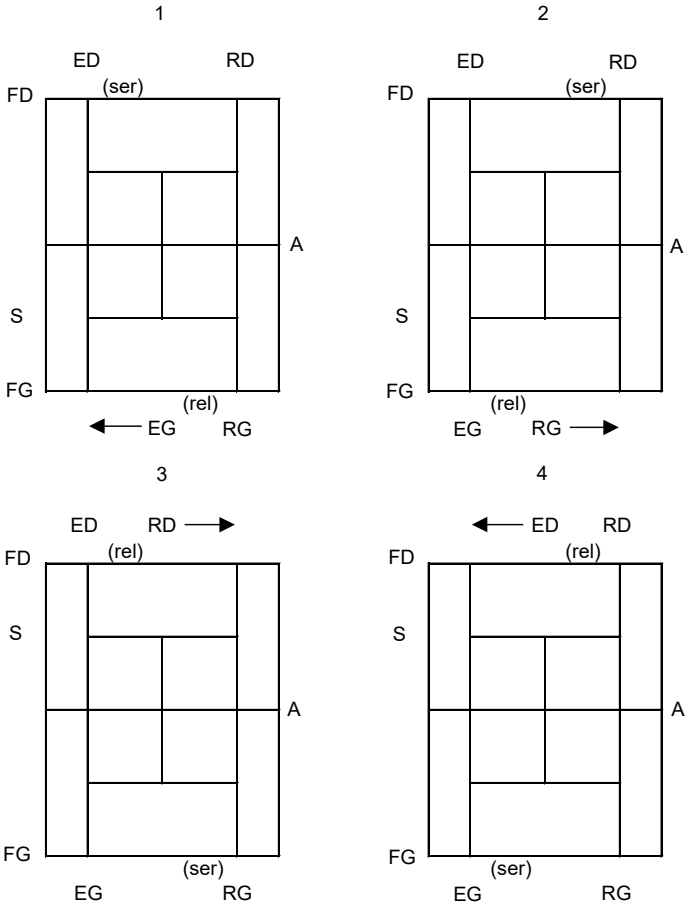 1 2
ED RD ED RD
(ser) (ser)
FD FD
A A
S S
FG FG
(rel) (rel)
EG RG EG RG
3 4
ED RD ED RD
(rel) (rel)
FD FD
S S
A A
FG FG
(ser) (ser)
EG RG EG RG